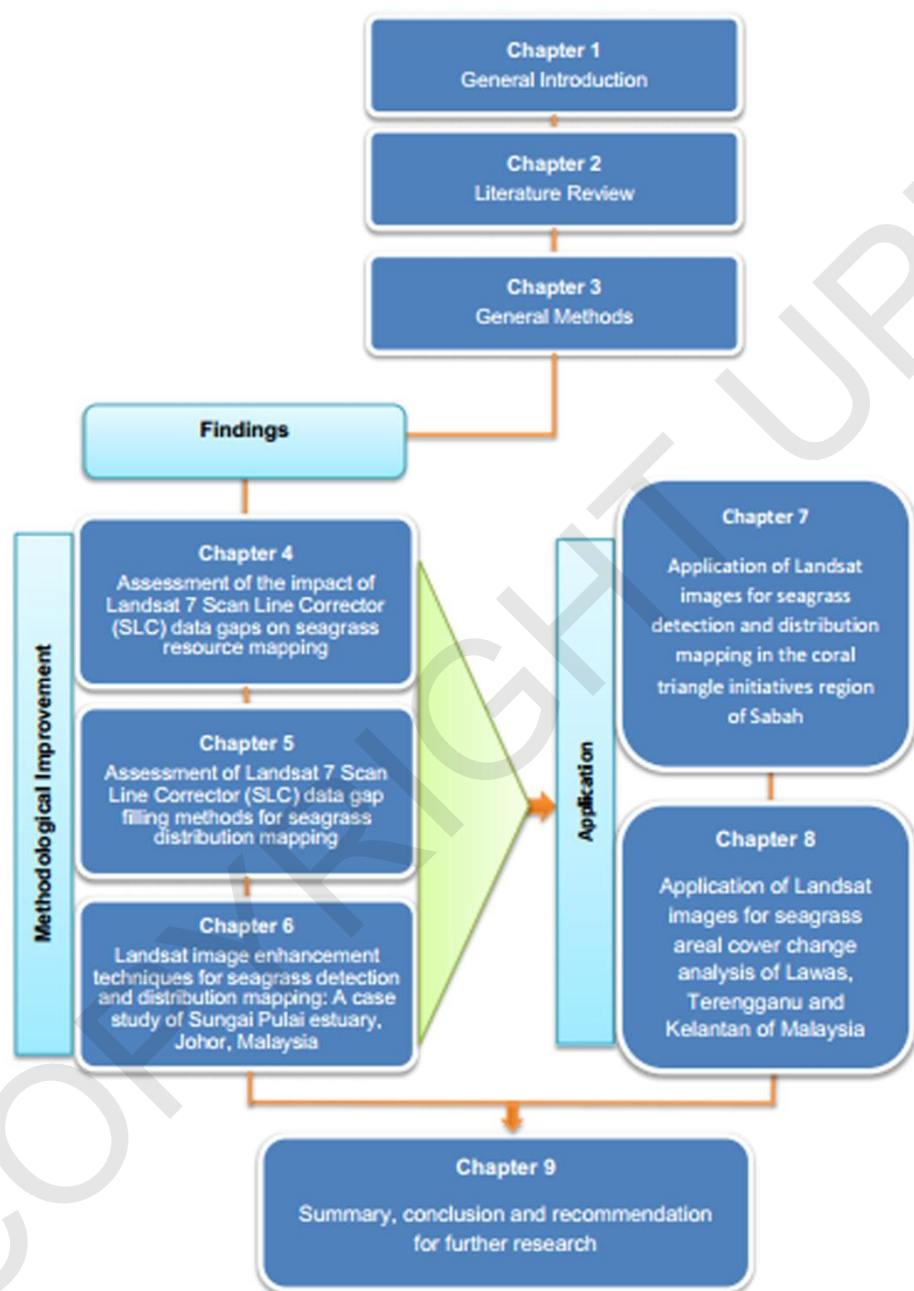 Chapter 1
General Introduction
Chapter 2
Literature Review
Chapter 3
General Methods
Findings
Methodological Improvement
Chapter 4
Assessment of the impact of
Landsat 7 Scan Line Corrector
(SLC) data gaps on seagrass
resource mapping
Chapter 5
Assessment of Landsat 7 Scan
Line Corrector (SLC) data gap
filling methods for seagrass
distribution mapping
Chapter 6
Landsat image enhancement
techniques for seagrass detection
and distribution mapping: A case
study of Sungai Pulai estuary,
Johor, Malaysia
Application
Chapter 7
Application of Landsat
images for seagrass
detection and distribution
mapping in the coral
triangle initiatives region
of Sabah
Chapter 8
Application of Landsat
images for seagrass
areal cover change
analysis of Lawas,
Terengganu and
Kelantan of Malaysia
Chapter 9
Summary, conclusion and recommendation
for further research
COPYRIGHT UP